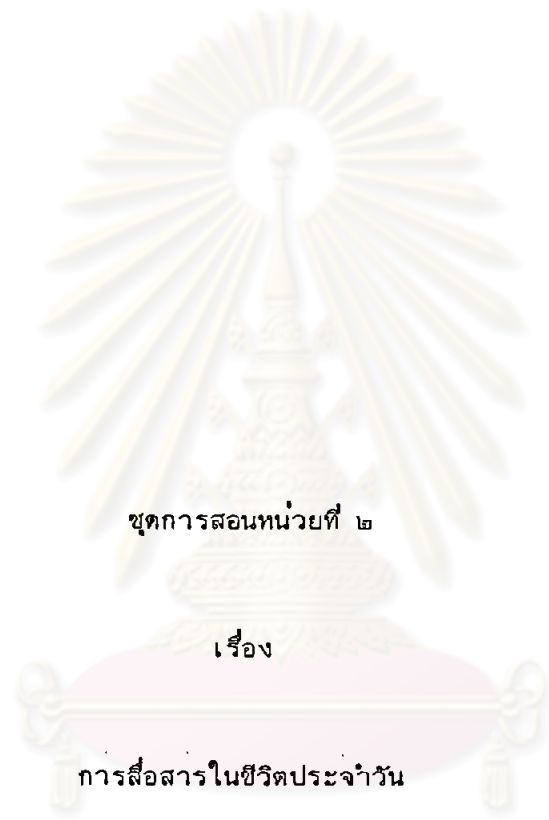 ชุดการสอนหน่วยที่ ๒
เรื่อง
การสื่อสารในชีวิตประจำวัน